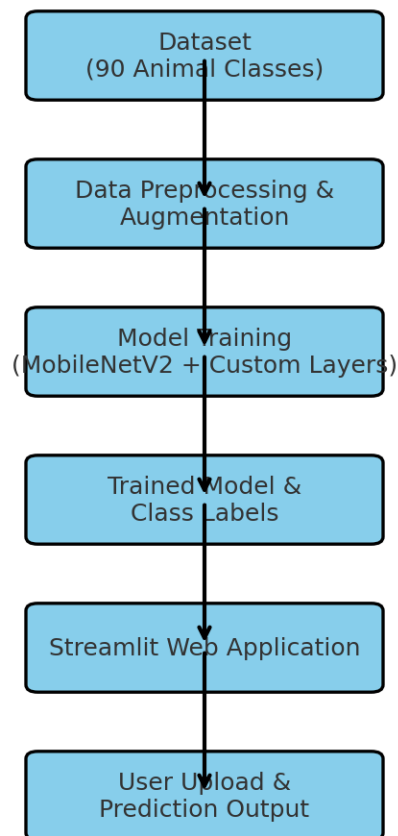 Dataset
(90 Animal Classes)
Data Preprocessing &
Augmentation
Model Training
(MobileNetV2 + Custom Layers)
Trained Model &
Class Labels
Streamlit Web Application
User Upload &
Prediction Output